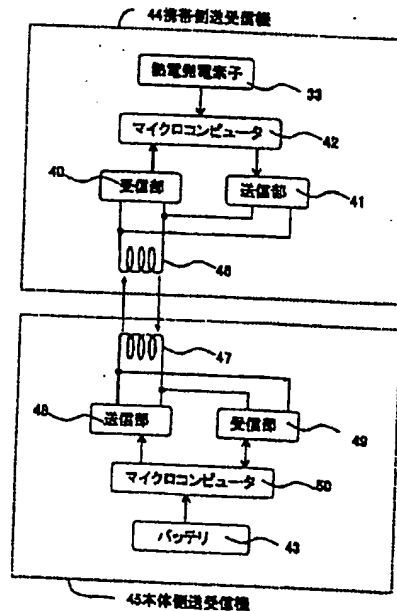 44携帯側送受信機
熱電発電素子
33
マイクロコンピュータ
42
40
受信部
送信部
41
46
47
48
送信部
受信部
49
マイクロコンピュータ
50
バッテリ
43
45本体側送受信機